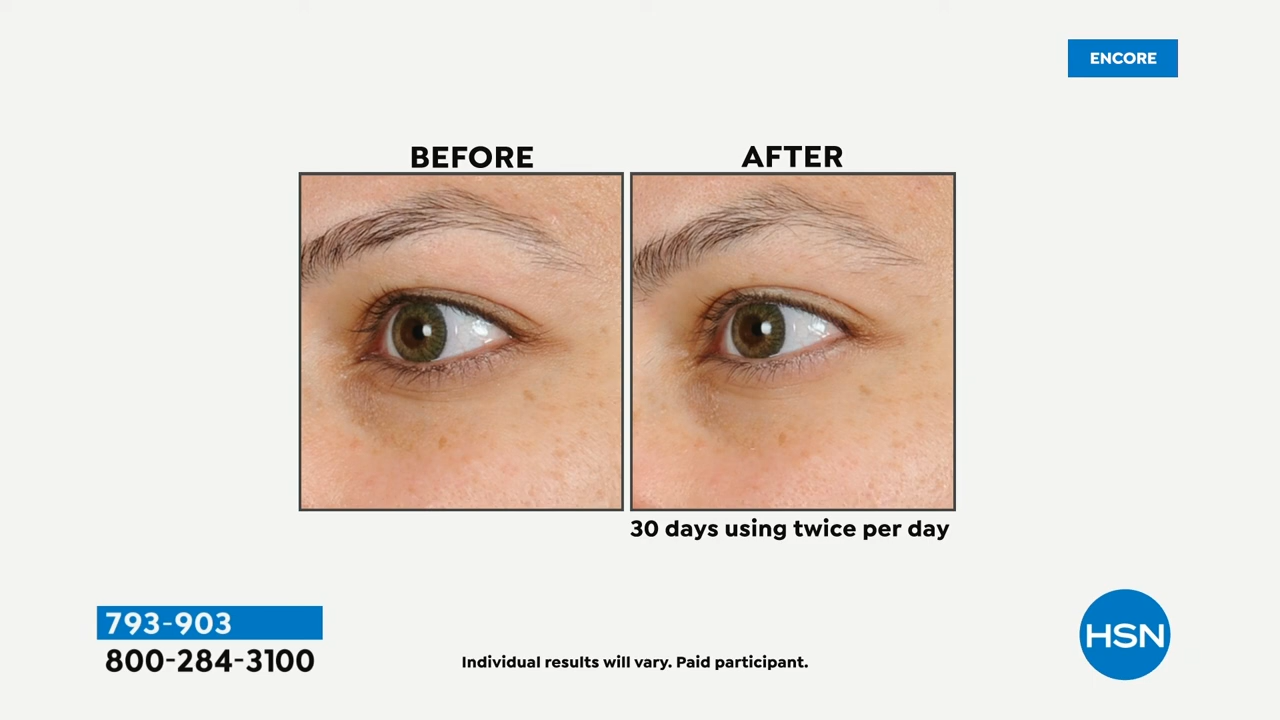 ENCORE
BEFORE
AFTER
30 days using twice per day
793-903
800-284-3100
Individual results will vary. Paid participant.
HSN